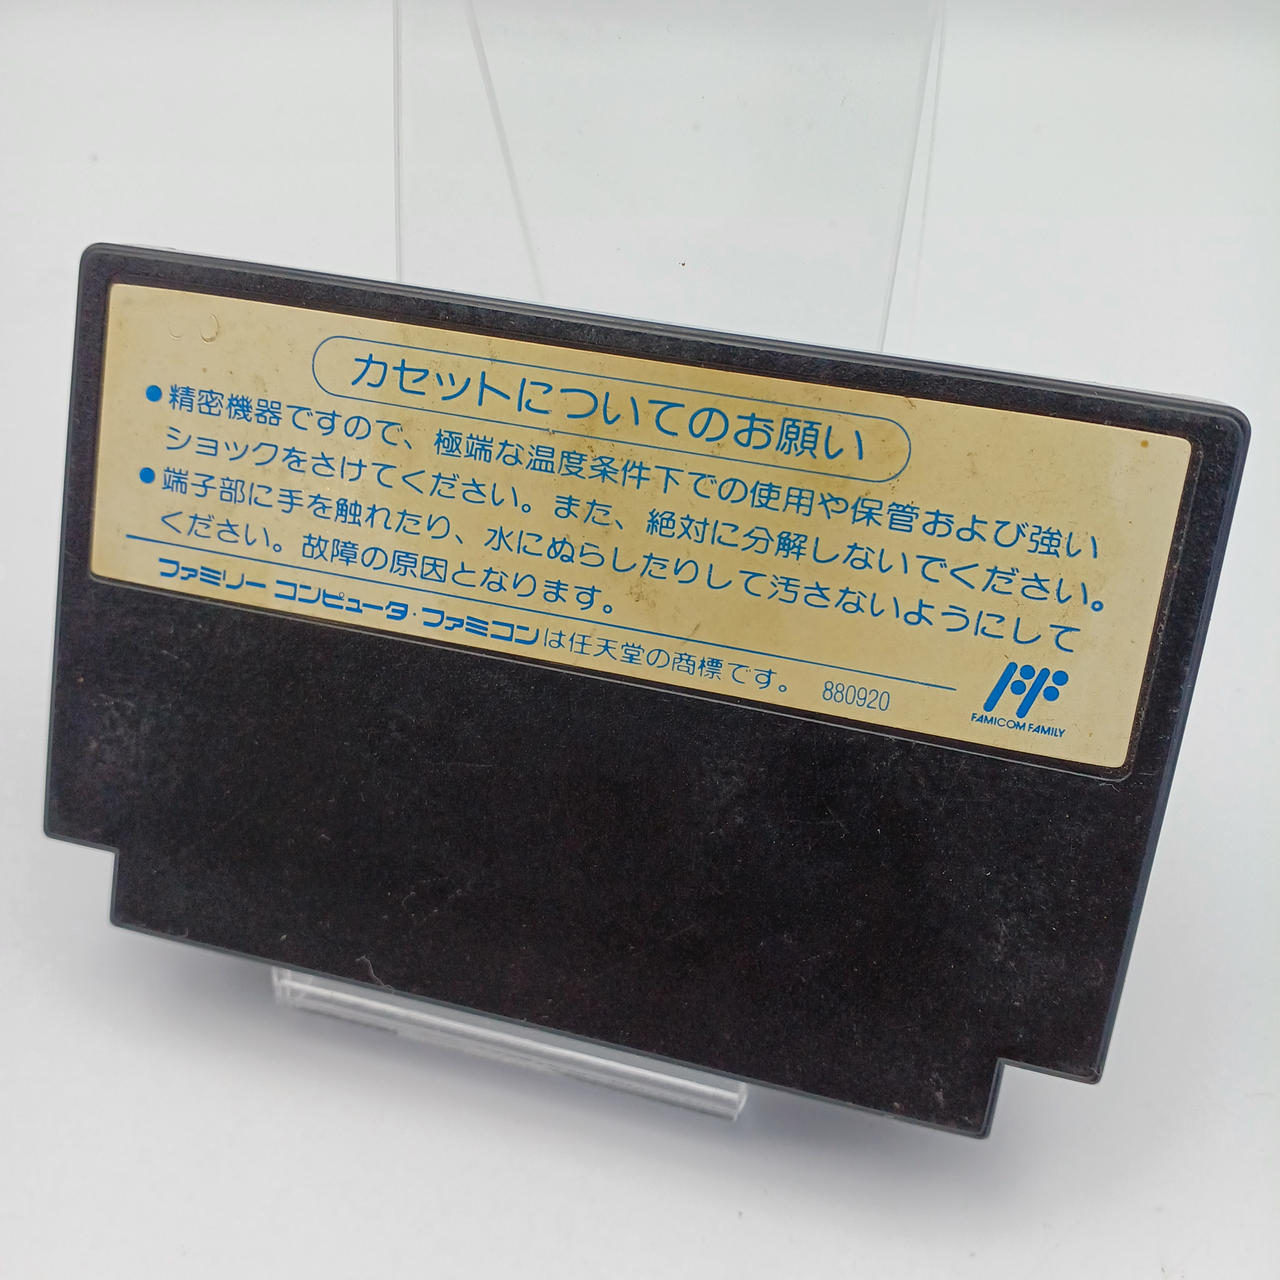 カセットについてのお願い
●精密機器ですので、極端な温度条件下での使用や保管および強い
ショックをさけてください。また、絶対に分解しないでください。
●端子部に手を触れたり、水にぬらしたりして汚さないようにして
ください。故障の原因となります。
ファミリー コンピュータ・ファミコンは任天堂の商標です。 880920
FF
FAMICOM FAMILY